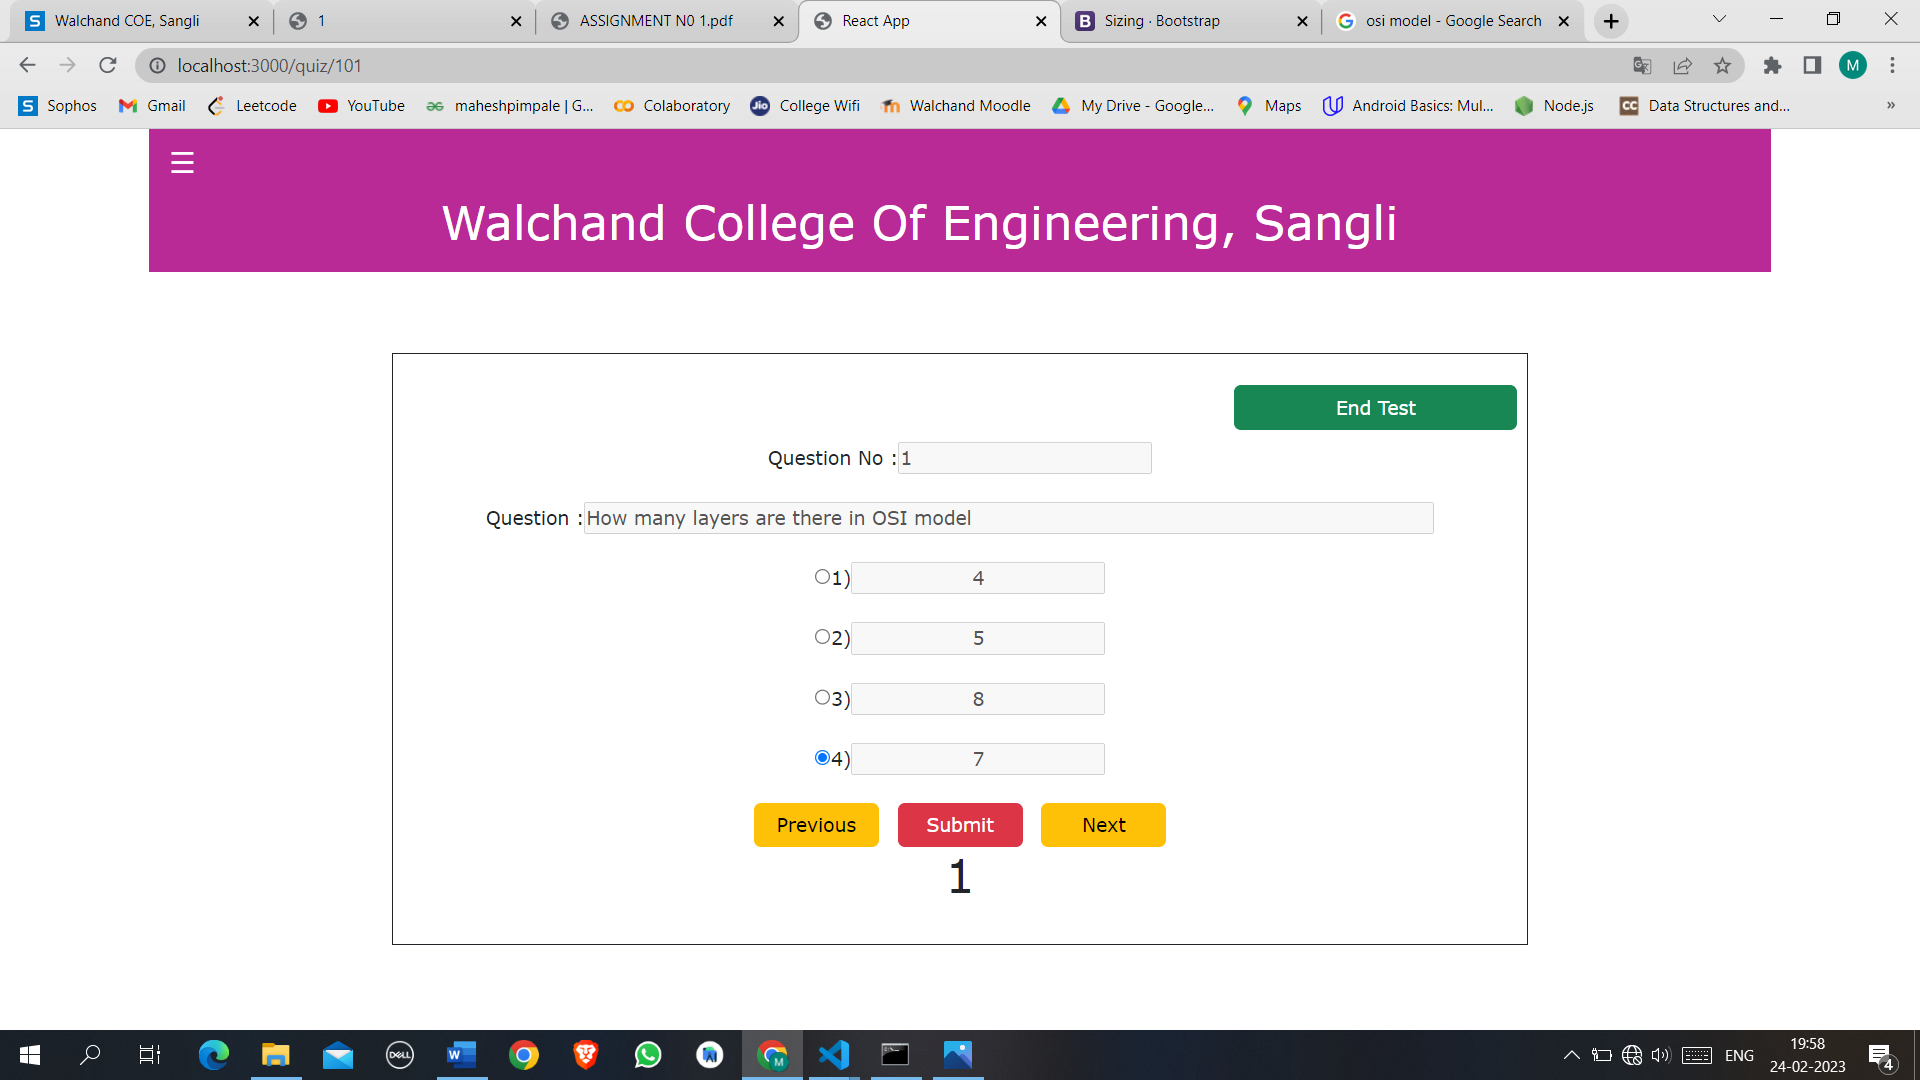 Walchand COE, Sangli
1
ASSIGNMENT N0 1.pdf
React App
Sizing · Bootstrap
osi model - Google Search
localhost:3000/quiz/101
M
Sophos
Gmail
Leetcode
YouTube
maheshpimpale | G...
Colaboratory
College Wifi
Walchand Moodle
My Drive - Google...
Maps
Android Basics: Mul...
Node.js
Data Structures and...
»
☰
Walchand College Of Engineering, Sangli
End Test
Question No :1
Question :How many layers are there in OSI model
1) 4
2) 5
3) 8
4) 7
Previous
Submit
Next
1
ENG
19:58
24-02-2023
4